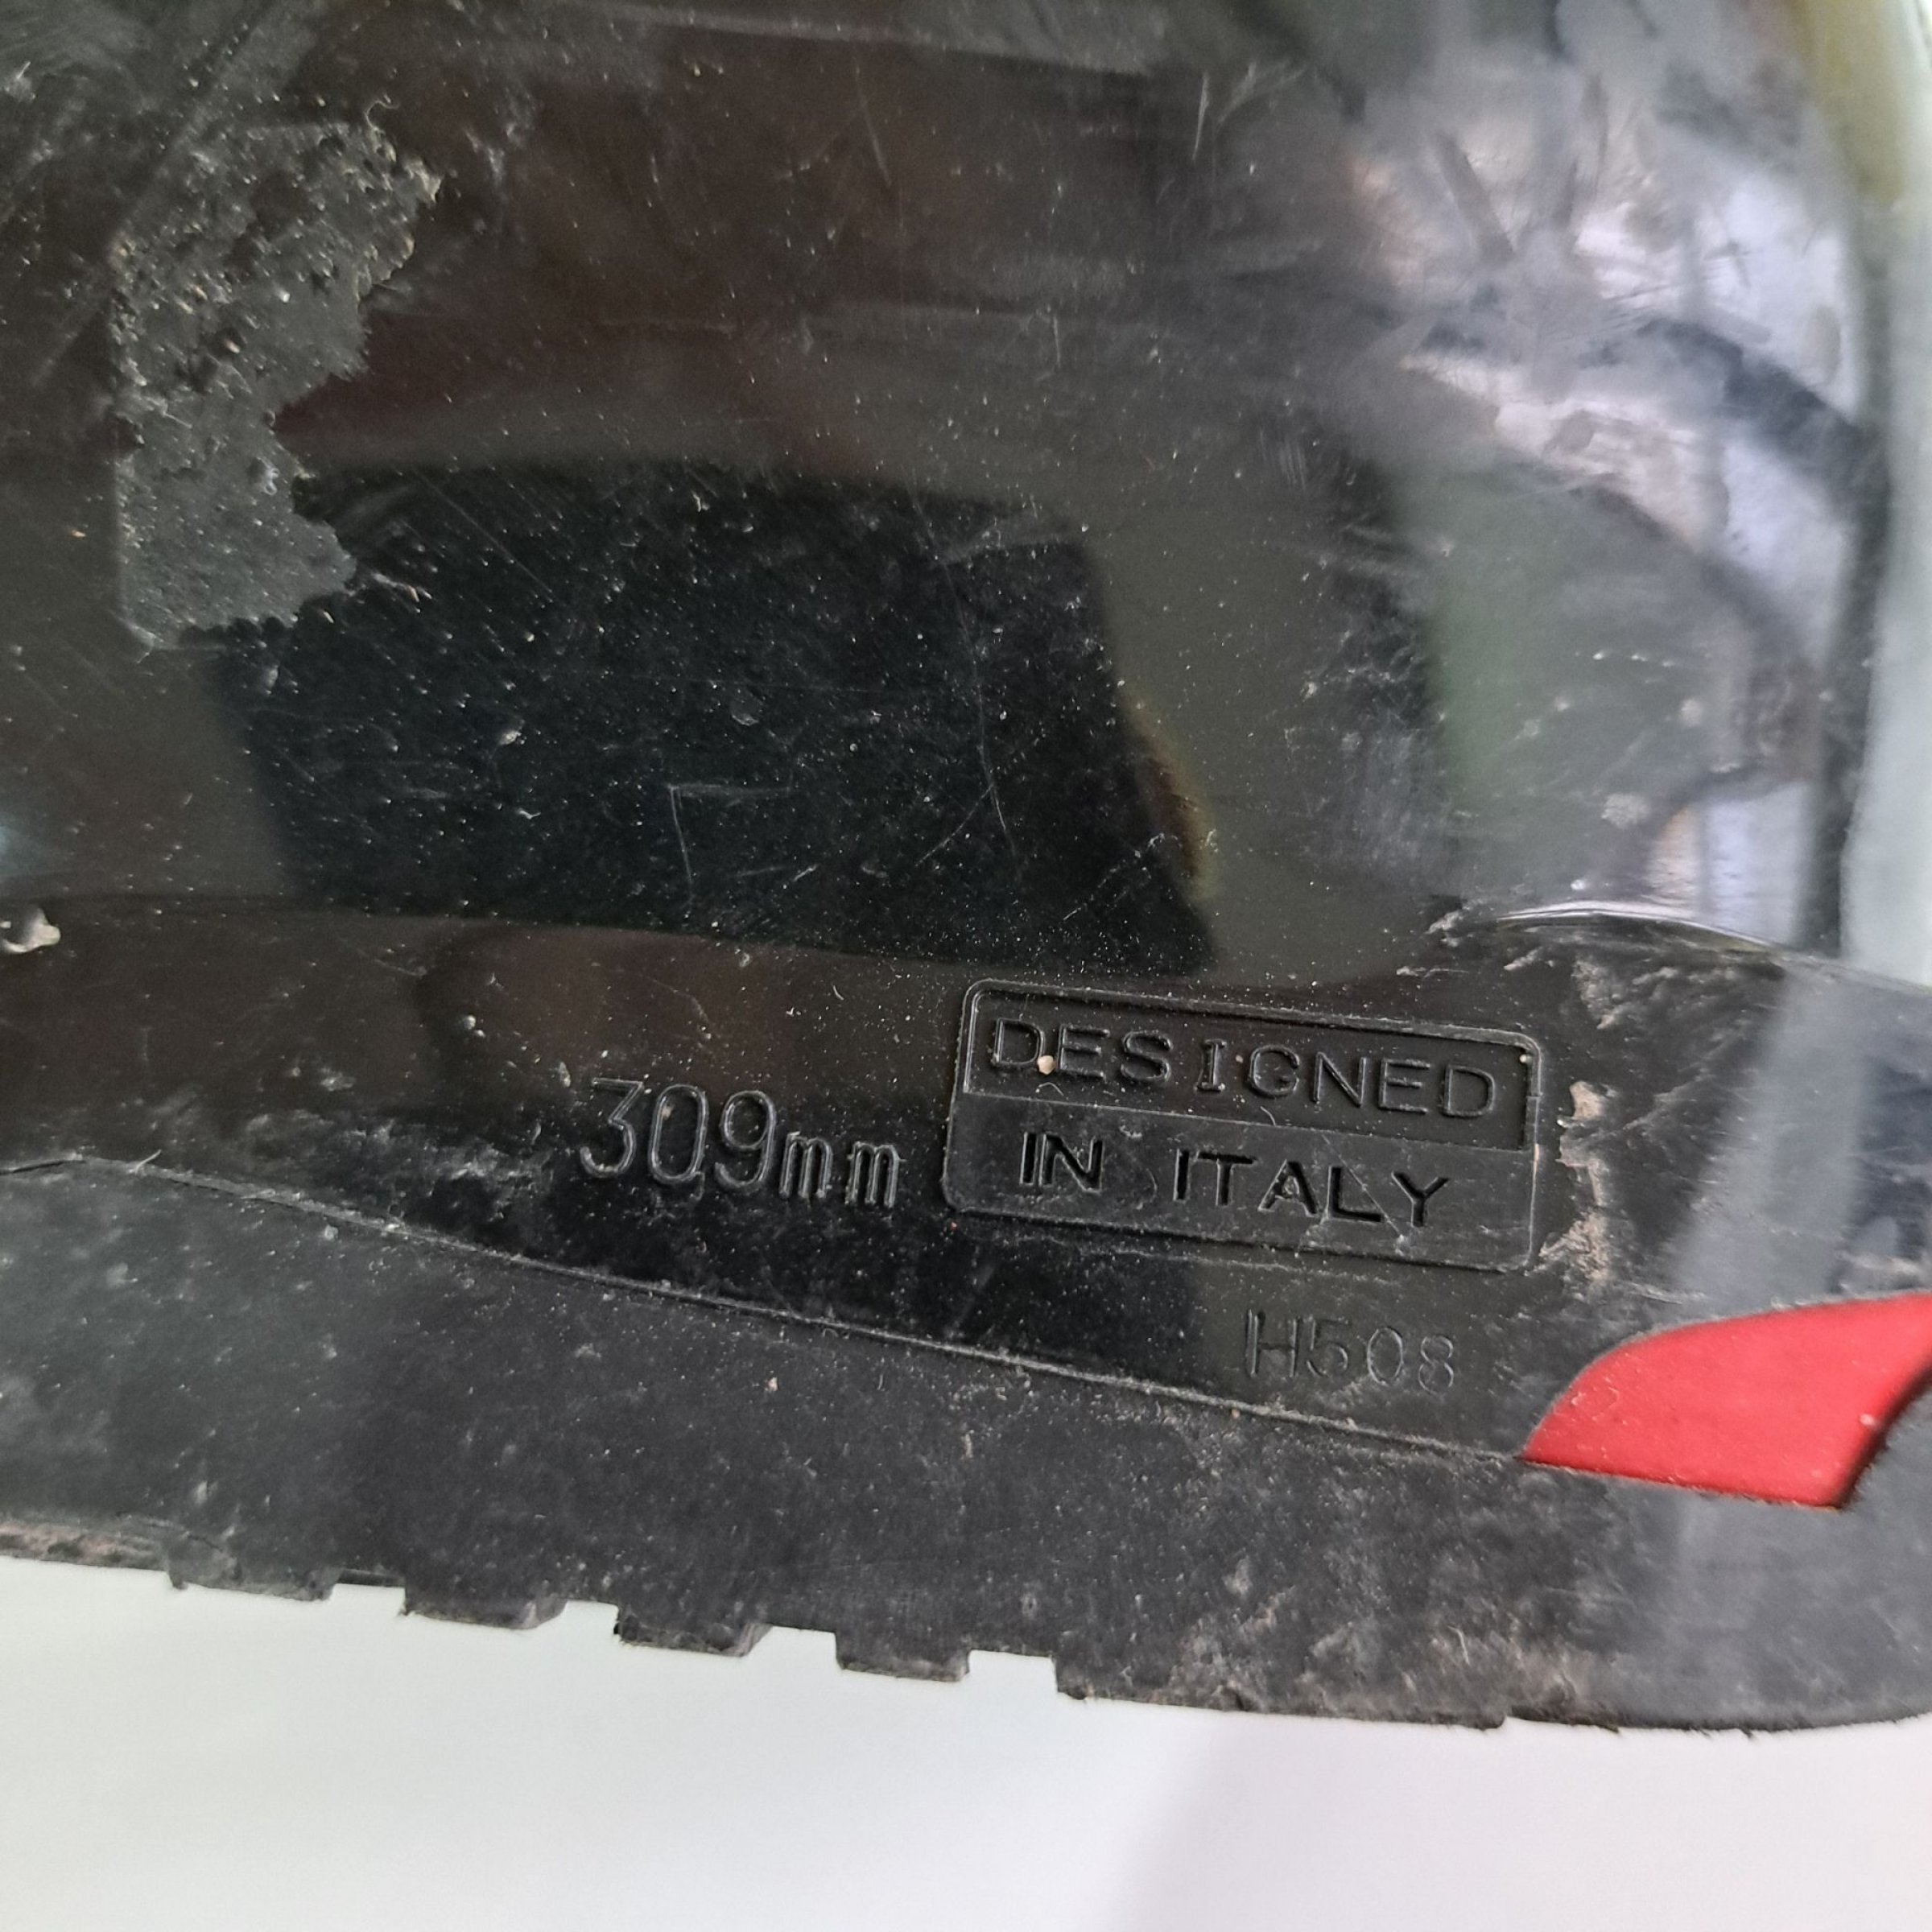 309mm
DESIGNED
IN ITALY
H508